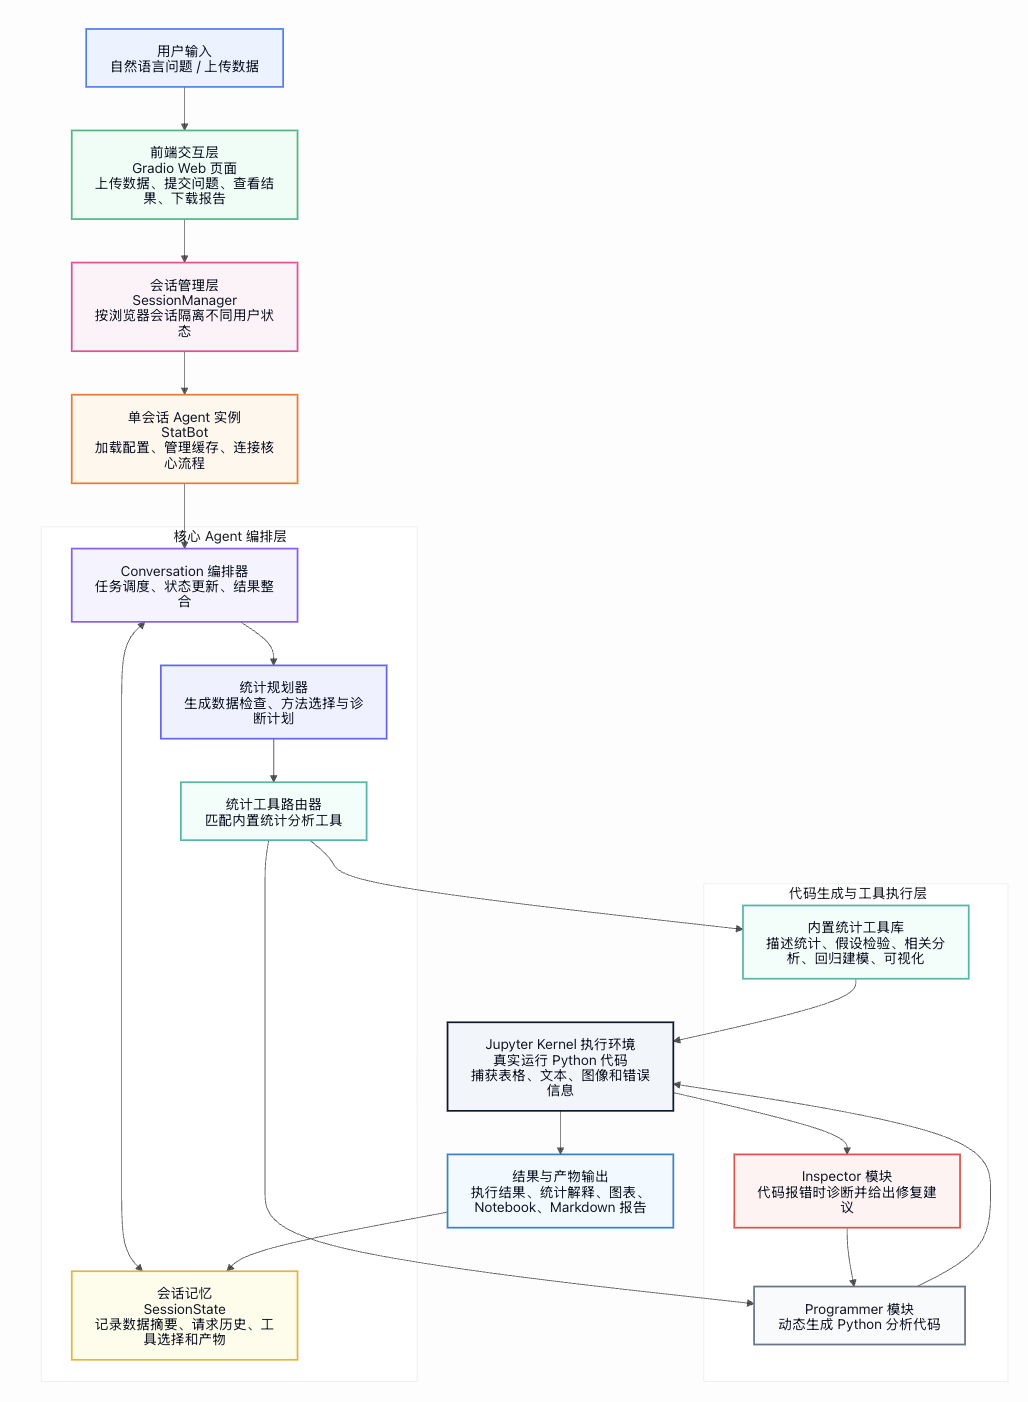 用户输入
自然语言问题 / 上传数据
前端交互层
Gradio Web 页面
上传数据、提交问题、查看结
果、下载报告
会话管理层
SessionManager
按浏览器会话隔离不同用户状
态
单会话 Agent 实例
StatBot
加载配置、管理缓存、连接核
心流程
核心 Agent 编排层
Conversation 编排器
任务调度、状态更新、结果整
合
统计规划器
生成数据检查、方法选择与诊
断计划
统计工具路由器
匹配内置统计分析工具
代码生成与工具执行层
内置统计工具库
描述统计、假设检验、相关分
析、回归建模、可视化
Jupyter Kernel 执行环境
真实运行 Python 代码
捕获表格、文本、图像和错误
信息
结果与产物输出
执行结果、统计解释、图表、
Notebook、Markdown 报告
Inspector 模块
代码报错时诊断并给出修复建
议
会话记忆
SessionState
记录数据摘要、请求历史、工
具选择和产物
Programmer 模块
动态生成 Python 分析代码